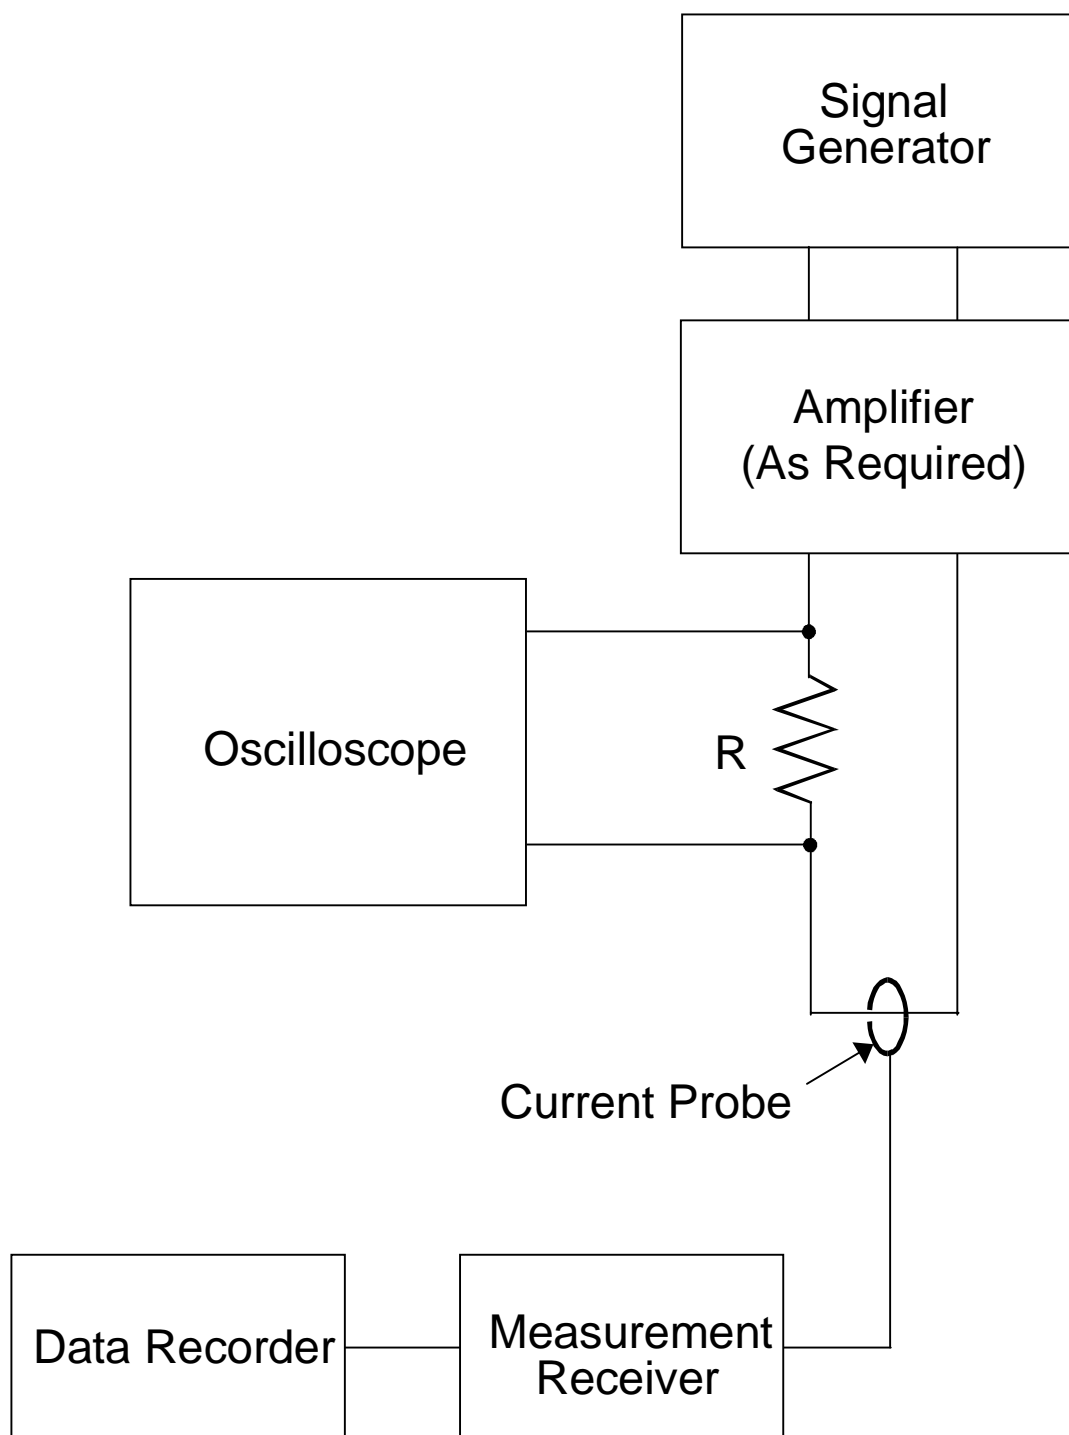 Signal
Generator
Amplifier
(As Required)
Oscilloscope
R
Current Probe
Data Recorder
Measurement
Receiver